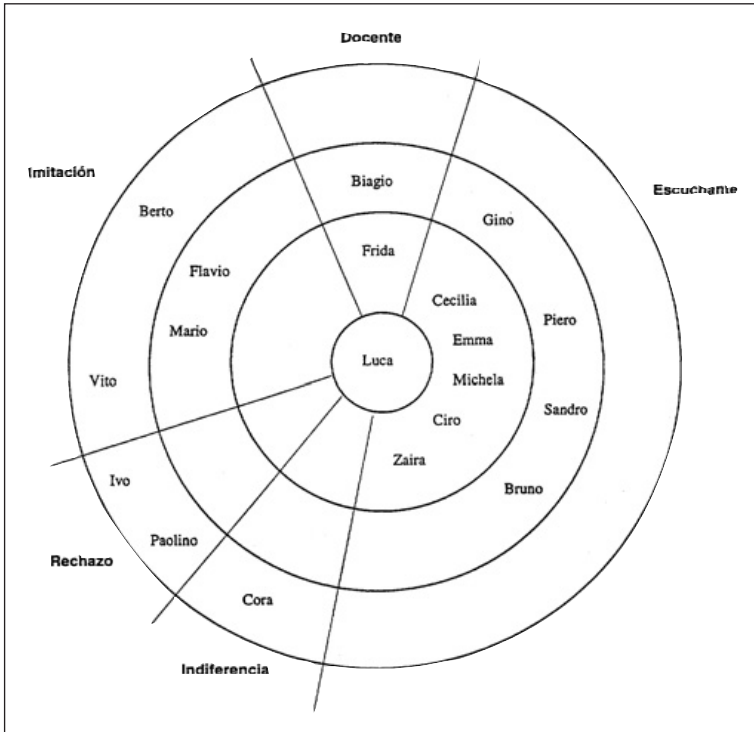 Docente
Imitación
Escuchante
Biagio
Berto
Gino
Frida
Flavio
Cecilia
Piero
Mario
Emma
Luca
Vito
Michela
Sandro
Ciro
Zaira
Ivo
Bruno
Paolino
Rechazo
Cora
Indiferencia